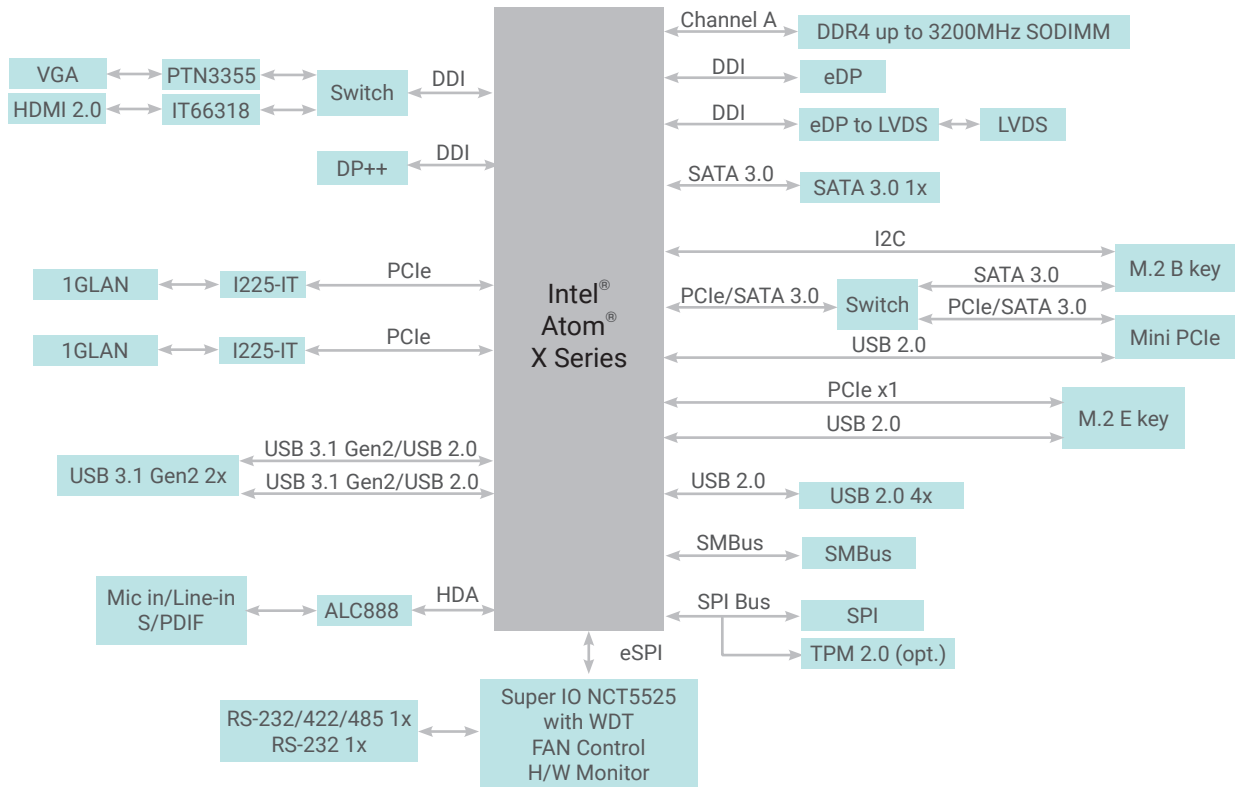 Channel A
DDR4 up to 3200MHz SODIMM
VGA
PTN3355
Switch
DDI
HDMI 2.0
IT66318
DDI
eDP
DDI
eDP to LVDS
LVDS
DP++
DDI
SATA 3.0
SATA 3.0 1x
I2C
M.2 B key
1GLAN
I225-IT
PCIe
Intel®
Atom®
X Series
PCIe/SATA 3.0
Switch
SATA 3.0
PCIe/SATA 3.0
Mini PCIe
USB 2.0
1GLAN
I225-IT
PCIe
PCIe x1
USB 2.0
M.2 E key
USB 3.1 Gen2 2x
USB 3.1 Gen2/USB 2.0
USB 3.1 Gen2/USB 2.0
USB 2.0
USB 2.0 4x
SMBus
SMBus
Mic in/Line-in
S/PDIF
ALC888
HDA
SPI Bus
SPI
TPM 2.0 (opt.)
eSPI
Super IO NCT5525
with WDT
FAN Control
H/W Monitor
RS-232/422/485 1x
RS-232 1x